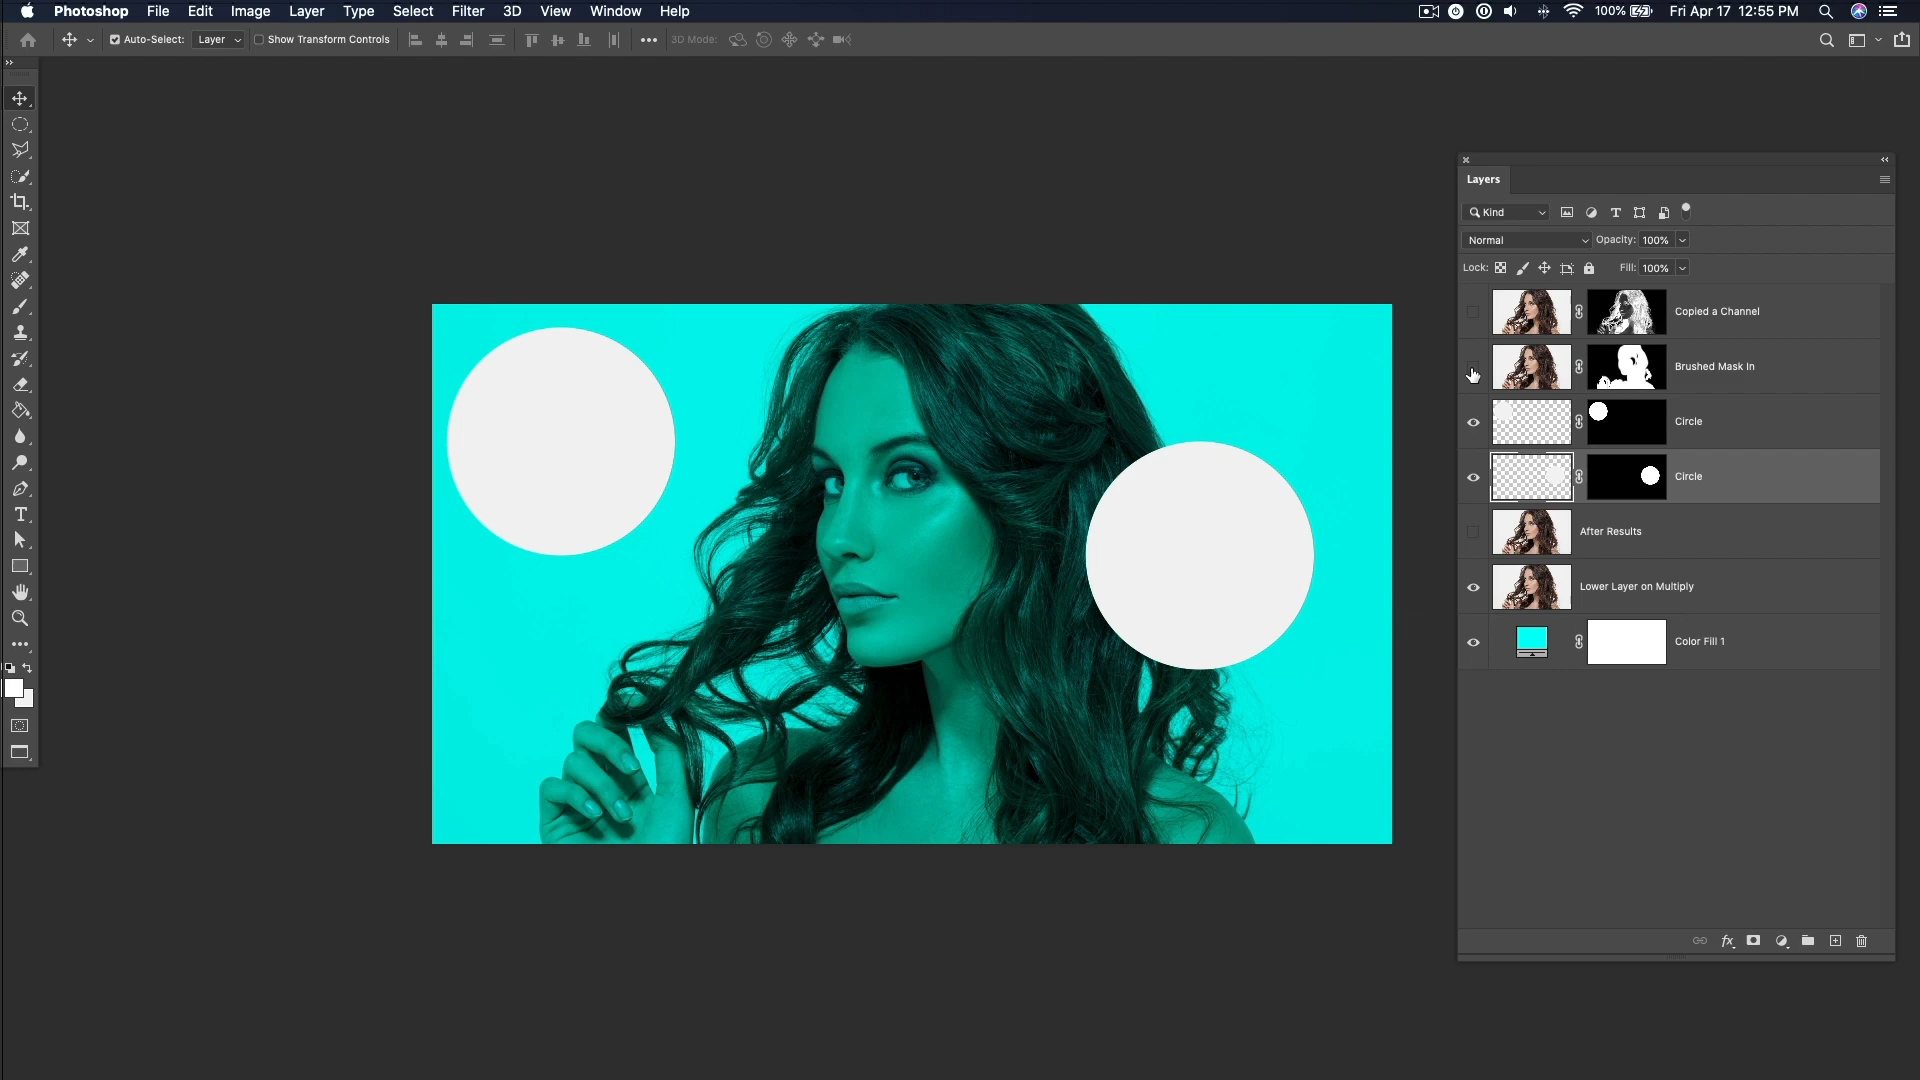 Photoshop File Edit Image Layer Type Select Filter 3D View Window Help 100% Fri Apr 17 12:55 PM
Auto-Select: Layer Show Transform Controls 3D Mode:
Layers
Kind
Normal Opacity: 100%
Lock: Fill: 100%
Copied a Channel
Brushed Mask In
Circle
Circle
After Results
Lower Layer on Multiply
Color Fill 1
fx